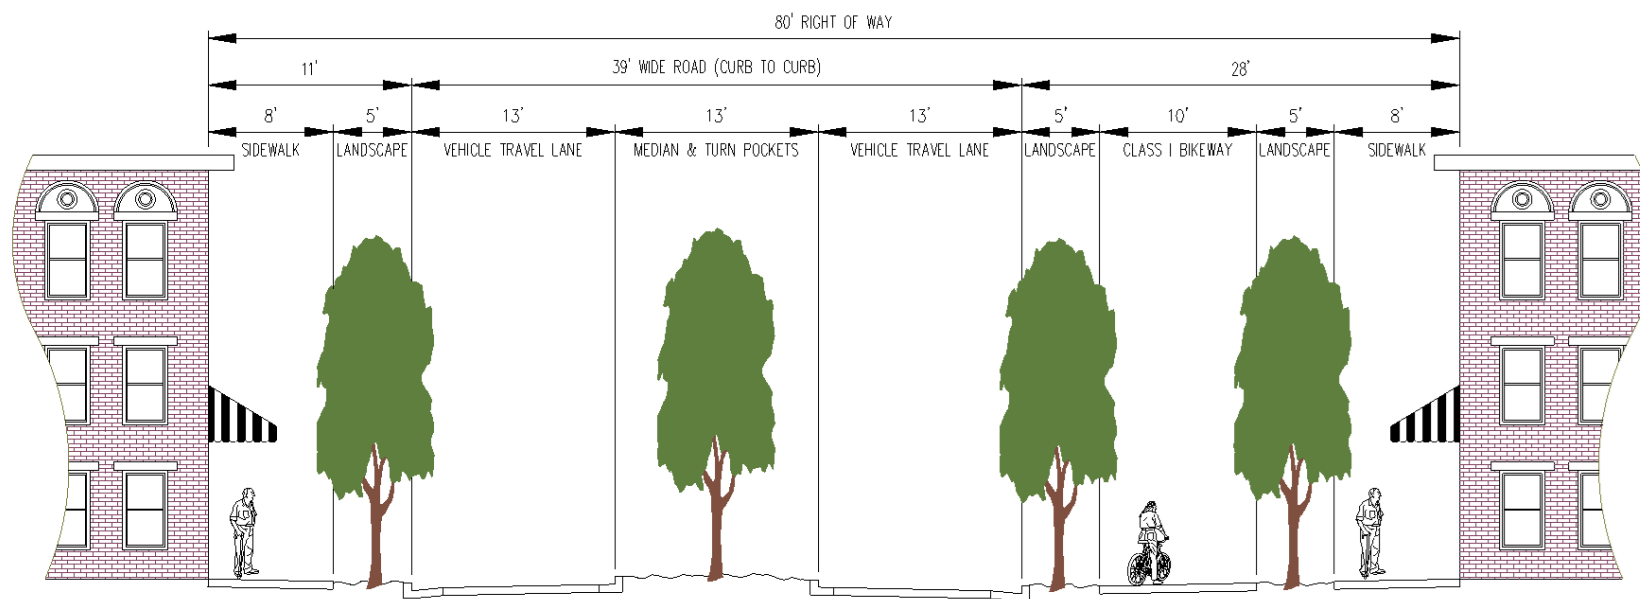 80' RIGHT OF WAY
11' 39' WIDE ROAD (CURB TO CURB) 28'
8' 5' 13' 13' 13' 5' 10' 5' 8'
SIDEWALK LANDSCAPE VEHICLE TRAVEL LANE MEDIAN & TURN POCKETS VEHICLE TRAVEL LANE LANDSCAPE CLASS I BIKEWAY LANDSCAPE SIDEWALK